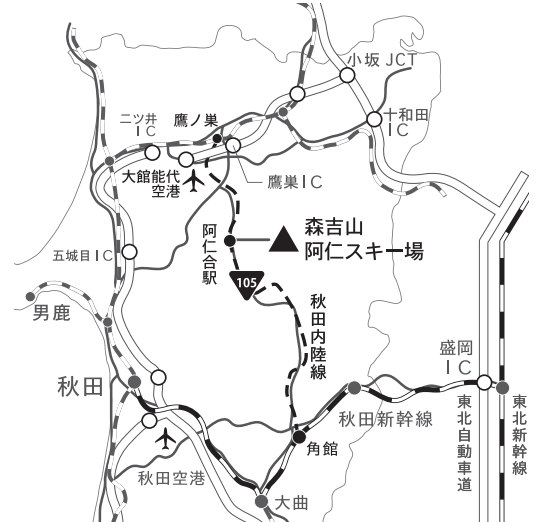 小坂 JCT
二ツ井
IC
鷹ノ巣
十和田
IC
大館能代
空港
鷹巣IC
阿仁合駅
森吉山
阿仁スキー場
五城目IC
105
男鹿
秋田内陸線
盛岡
IC
秋田
秋田新幹線
東北自動車道
東北新幹線
角館
秋田空港
大曲